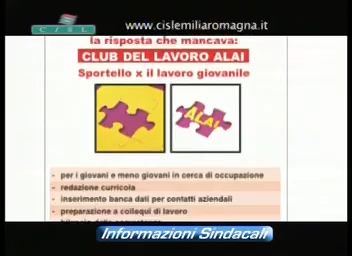 www.cislemiliaromagna.it
CISL
la risposta che mancava:
CLUB DEL LAVORO ALAI
Sportello x il lavoro giovanile
ALAI
- per i giovani e meno giovani in cerca di occupazione
- redazione curricola
- inserimento banca dati per contatti aziendali
- preparazione a colloqui di lavoro
Informazioni Sindacali